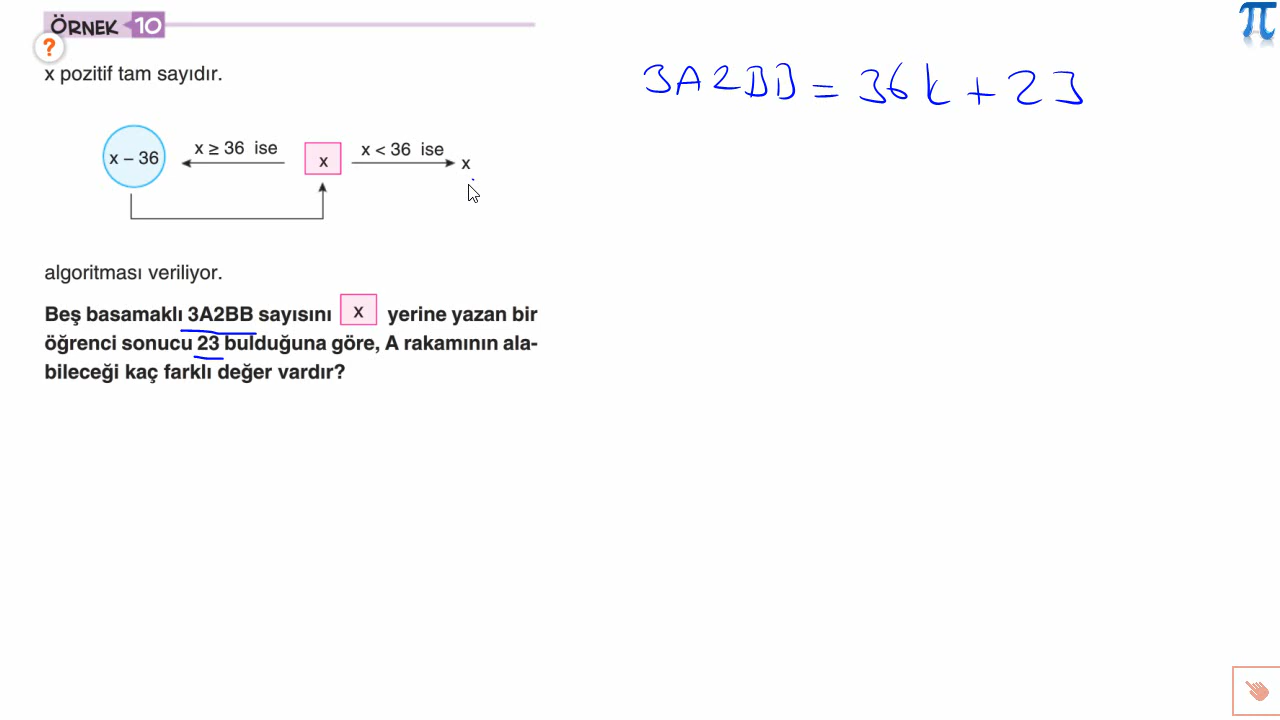 ÖRNEK 10
?
π
x pozitif tam sayıdır.
3A2BB = 36k + 23
x – 36
x ≥ 36 ise
x
x < 36 ise
x
algoritması veriliyor.
Beş basamaklı 3A2BB sayısını x yerine yazan bir
öğrenci sonucu 23 bulduğuna göre, A rakamının ala-
bileceği kaç farklı değer vardır?